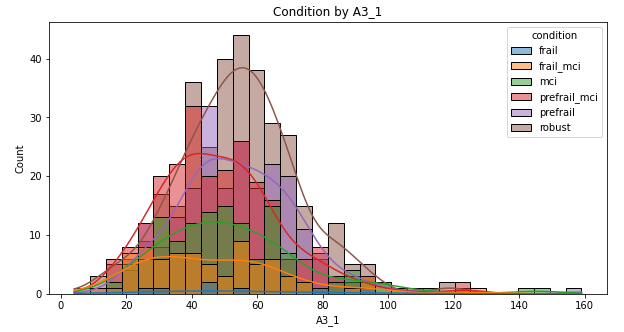 Condition by A3_1
condition
frail
frail_mci
mci
prefrail_mci
prefrail
robust
Count
40
30
20
10
0
0 20 40 60 80 100 120 140 160
A3_1